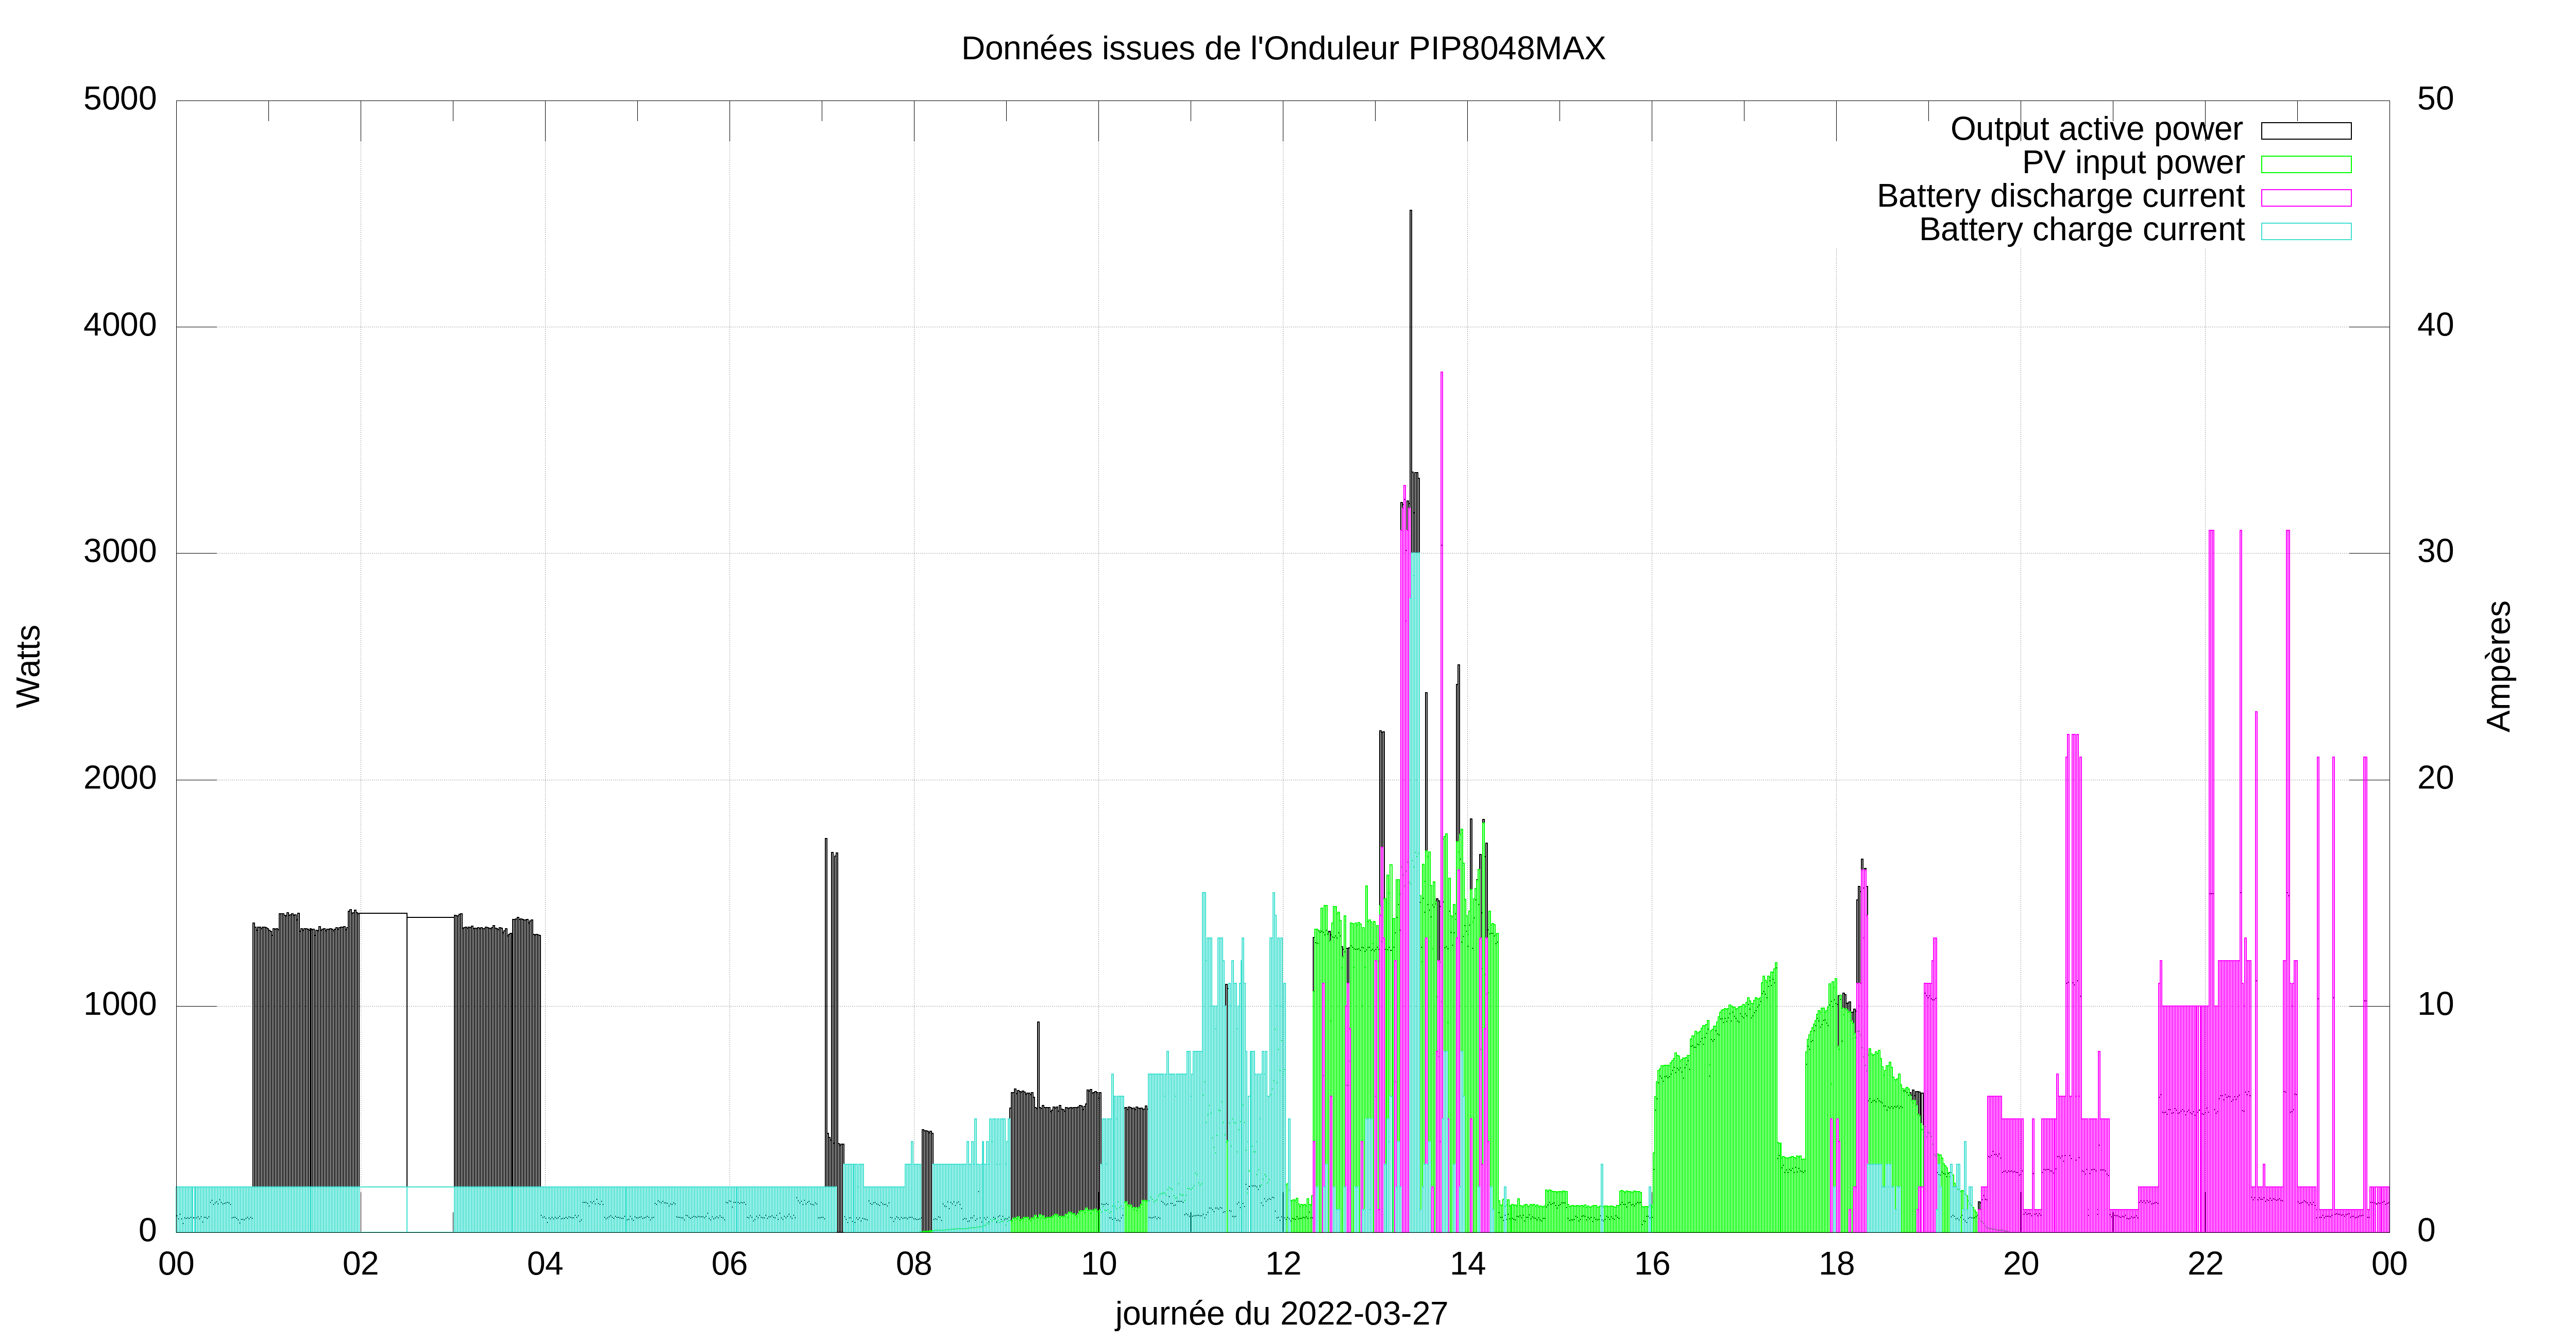 Données issues de l'Onduleur PIP8048MAX
5000
4000
3000
2000
1000
0
50
40
30
20
10
0
Output active power
PV input power
Battery discharge current
Battery charge current
Watts
Ampères
00 02 04 06 08 10 12 14 16 18 20 22 00
journée du 2022-03-27